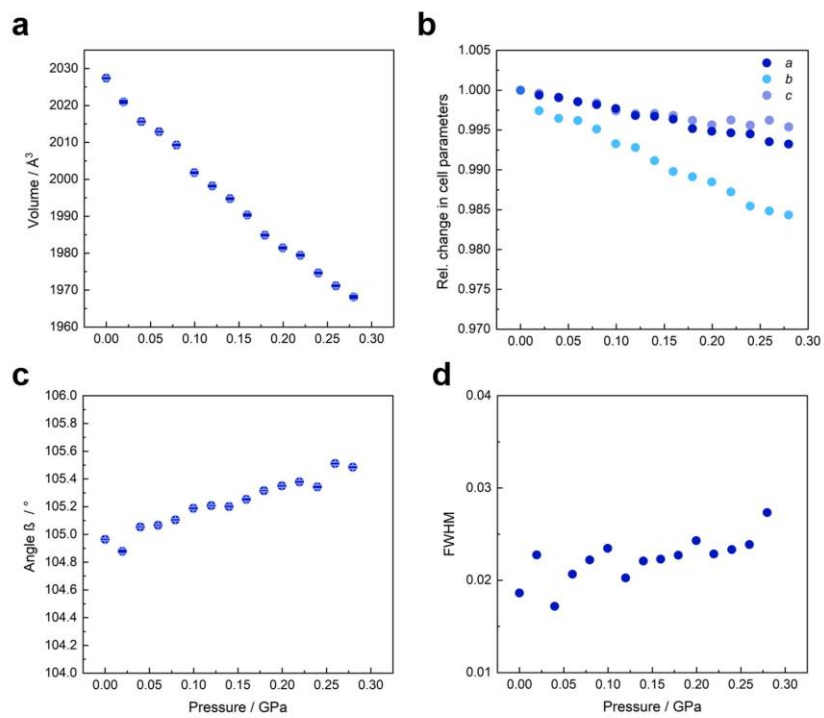 a
2030
2020
2010
2000
1990
1980
1970
1960
Volume / Å³
0.00 0.05 0.10 0.15 0.20 0.25 0.30
b
1.005
1.000
0.995
0.990
0.985
0.980
0.975
0.970
Rel. change in cell parameters
a
b
c
0.00 0.05 0.10 0.15 0.20 0.25 0.30
c
106.0
105.8
105.6
105.4
105.2
105.0
104.8
104.6
104.4
104.2
104.0
Angle ß / °
0.00 0.05 0.10 0.15 0.20 0.25 0.30
Pressure / GPa
d
0.04
0.03
0.02
0.01
FWHM
0.00 0.05 0.10 0.15 0.20 0.25 0.30
Pressure / GPa